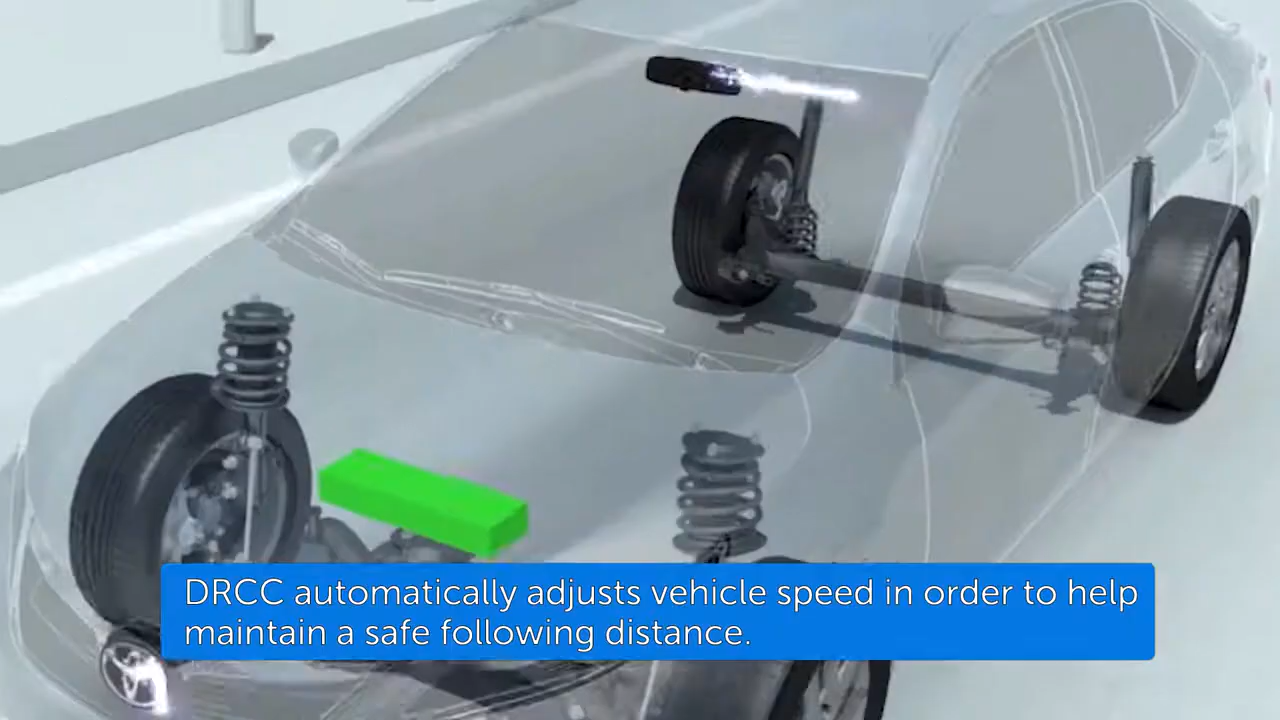 DRCC automatically adjusts vehicle speed in order to help
maintain a safe following distance.